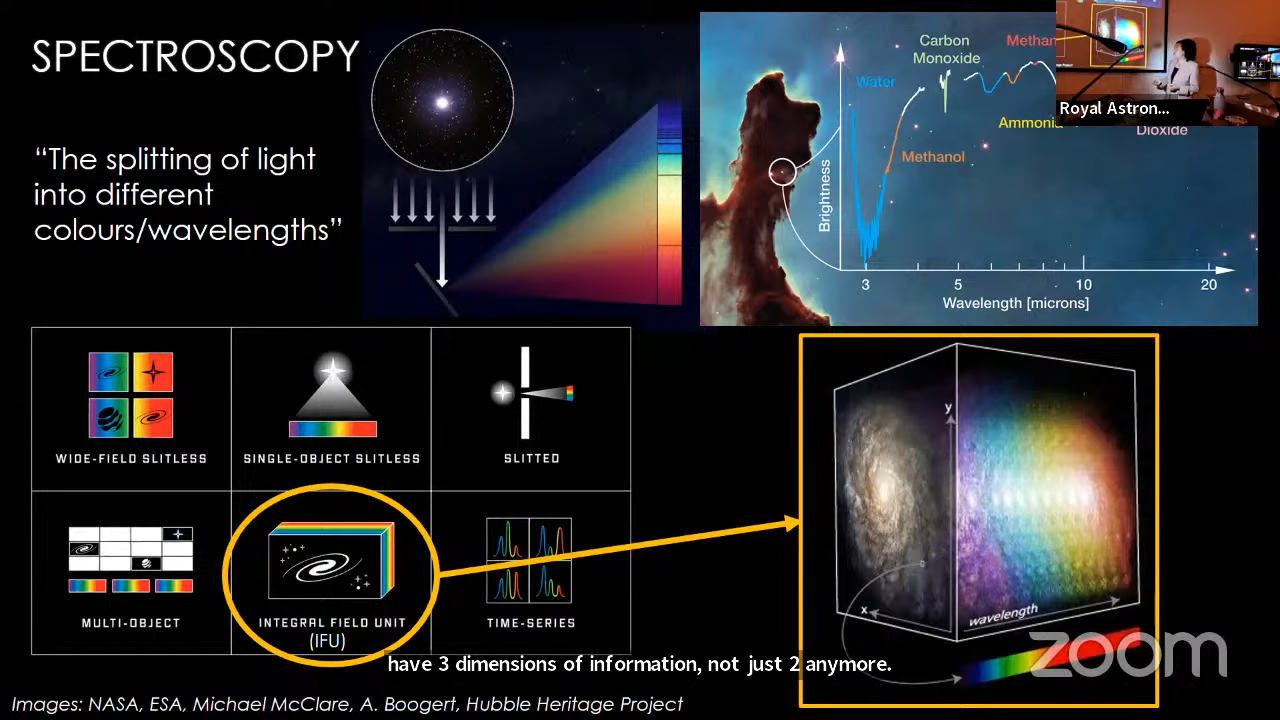 SPECTROSCOPY
“The splitting of light
into different
colours/wavelengths”
Carbon
Monoxide
Methan
Water
Ammonia
Dioxide
Methanol
Brightness
3
5
10
20
Wavelength [microns]
Royal Astron...
WIDE-FIELD SLITLESS
SINGLE-OBJECT SLITLESS
SLITTED
MULTI-OBJECT
INTEGRAL FIELD UNIT
(IFU)
TIME-SERIES
y
x
wavelength
zoom
have 3 dimensions of information, not just 2 anymore.
Images: NASA, ESA, Michael McClare, A. Boogert, Hubble Heritage Project